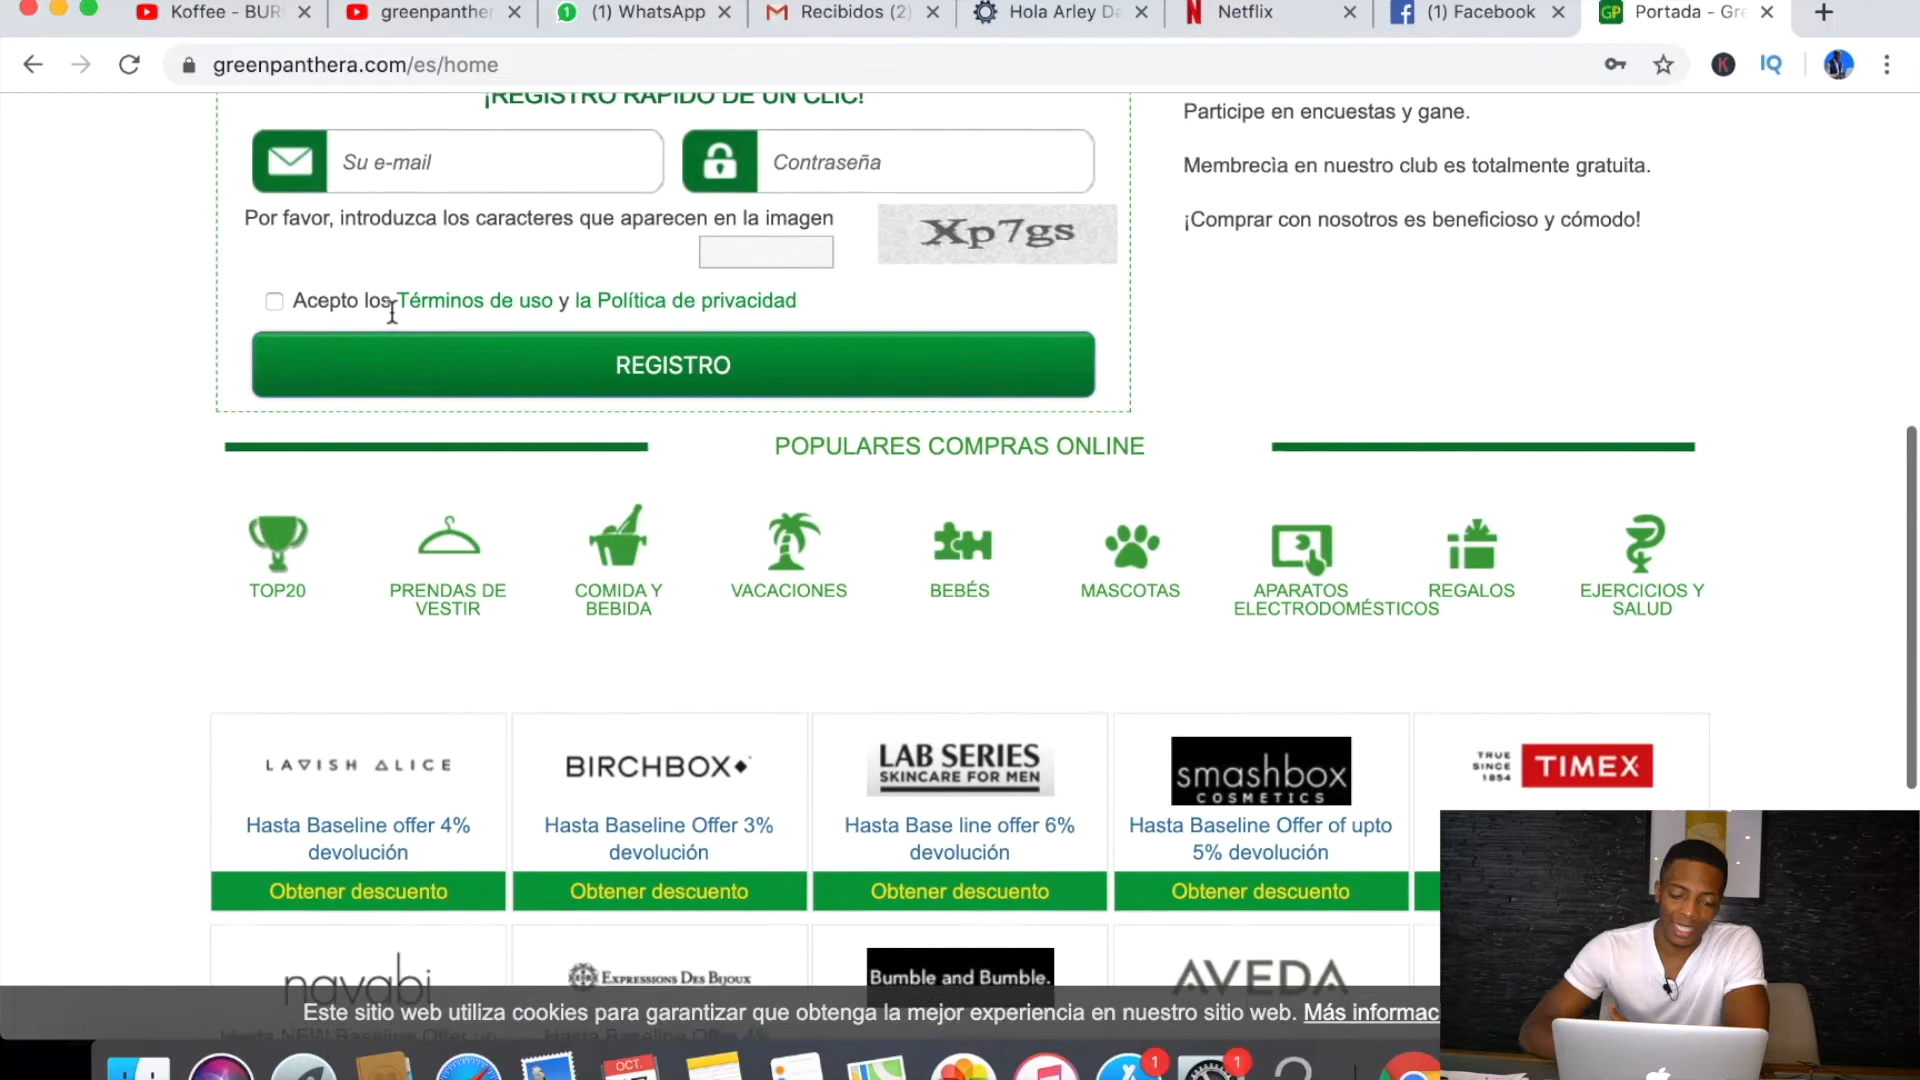 Koffee - BUR
greenpanther
(1) WhatsApp
Recibidos (2)
Hola Arley Da
Netflix
(1) Facebook
Portada - Gre
greenpanthera.com/es/home
IQ
¡REGISTRO RÁPIDO DE UN CLIC!
Su e-mail
Contraseña
Por favor, introduzca los caracteres que aparecen en la imagen
Xp7gs
Acepto los Términos de uso y la Política de privacidad
REGISTRO
Participe en encuestas y gane.
Membrecìa en nuestro club es totalmente gratuita.
¡Comprar con nosotros es beneficioso y cómodo!
POPULARES COMPRAS ONLINE
TOP20
PRENDAS DE
VESTIR
COMIDA Y
BEBIDA
VACACIONES
BEBÉS
MASCOTAS
APARATOS
ELECTRODOMÉSTICOS
REGALOS
EJERCICIOS Y
SALUD
LAVISH ALICE
Hasta Baseline offer 4%
devolución
Obtener descuento
BIRCHBOX
Hasta Baseline Offer 3%
devolución
Obtener descuento
LAB SERIES
SKINCARE FOR MEN
Hasta Base line offer 6%
devolución
Obtener descuento
smashbox
COSMETICS
Hasta Baseline Offer of upto
5% devolución
Obtener descuento
TRUE
SINCE
1854
TIMEX
navabi
EXPRESSIONS DES BIJOUX
Bumble and Bumble.
AVEDA
Este sitio web utiliza cookies para garantizar que obtenga la mejor experiencia en nuestro sitio web. Más informac
OCT.
1
1